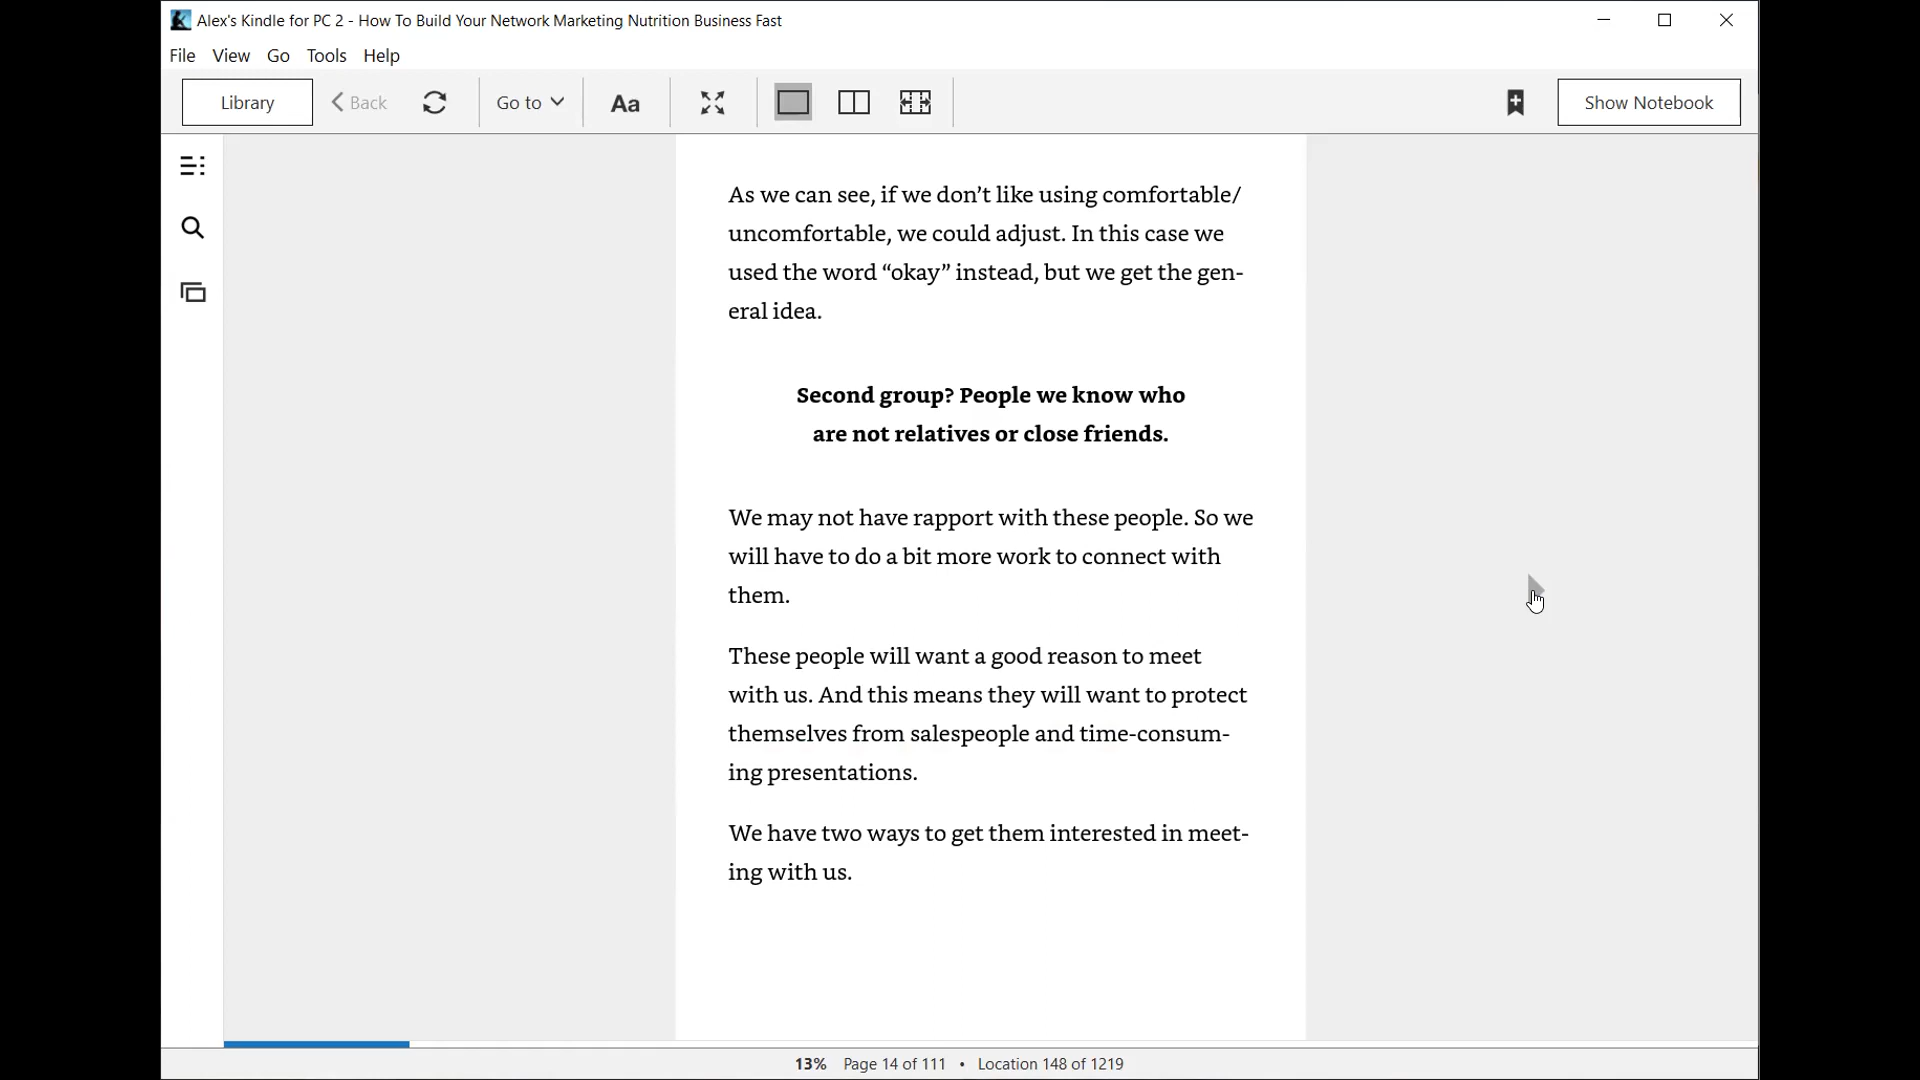 Alex's Kindle for PC 2 - How To Build Your Network Marketing Nutrition Business Fast
File View Go Tools Help
Library Back Go to Aa Show Notebook
As we can see, if we don’t like using comfortable/
uncomfortable, we could adjust. In this case we
used the word “okay” instead, but we get the gen-
eral idea.
Second group? People we know who
are not relatives or close friends.
We may not have rapport with these people. So we
will have to do a bit more work to connect with
them.
These people will want a good reason to meet
with us. And this means they will want to protect
themselves from salespeople and time-consum-
ing presentations.
We have two ways to get them interested in meet-
ing with us.
13% Page 14 of 111 • Location 148 of 1219